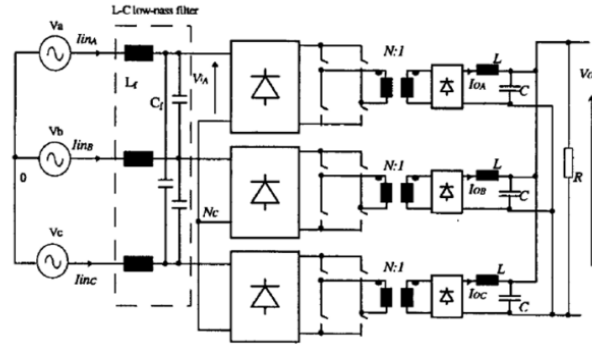 L-C low-pass filter
Va
IinA
Lf
Cf
ViA
N:1
L
IoA
C
Vo
Vb
IinB
0
Nc
N:1
L
IoB
C
R
Vc
IinC
N:1
L
IoC
C